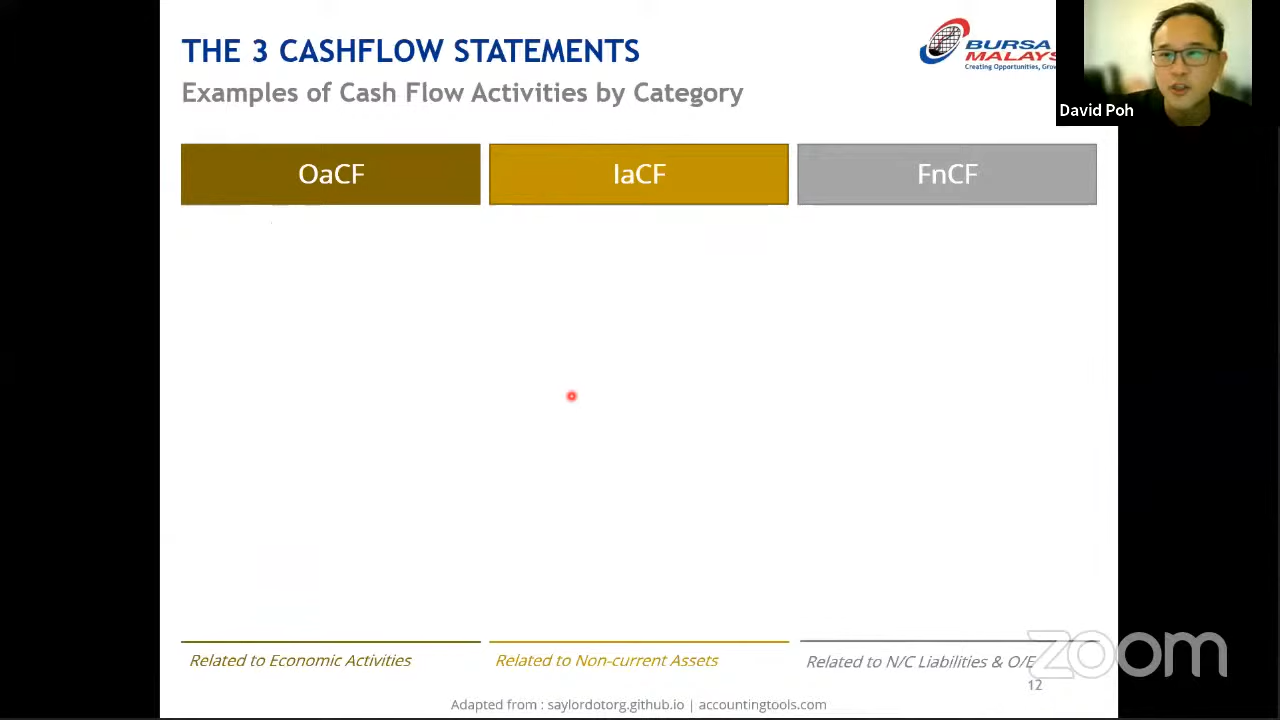 THE 3 CASHFLOW STATEMENTS
Examples of Cash Flow Activities by Category
BURSA
MALAYS
Creating Opportunities, Grow
David Poh
OaCF
IaCF
FnCF
Related to Economic Activities
Related to Non-current Assets
Related to N/C Liabilities & O/E
zoom
12
Adapted from : saylordotorg.github.io | accountingtools.com